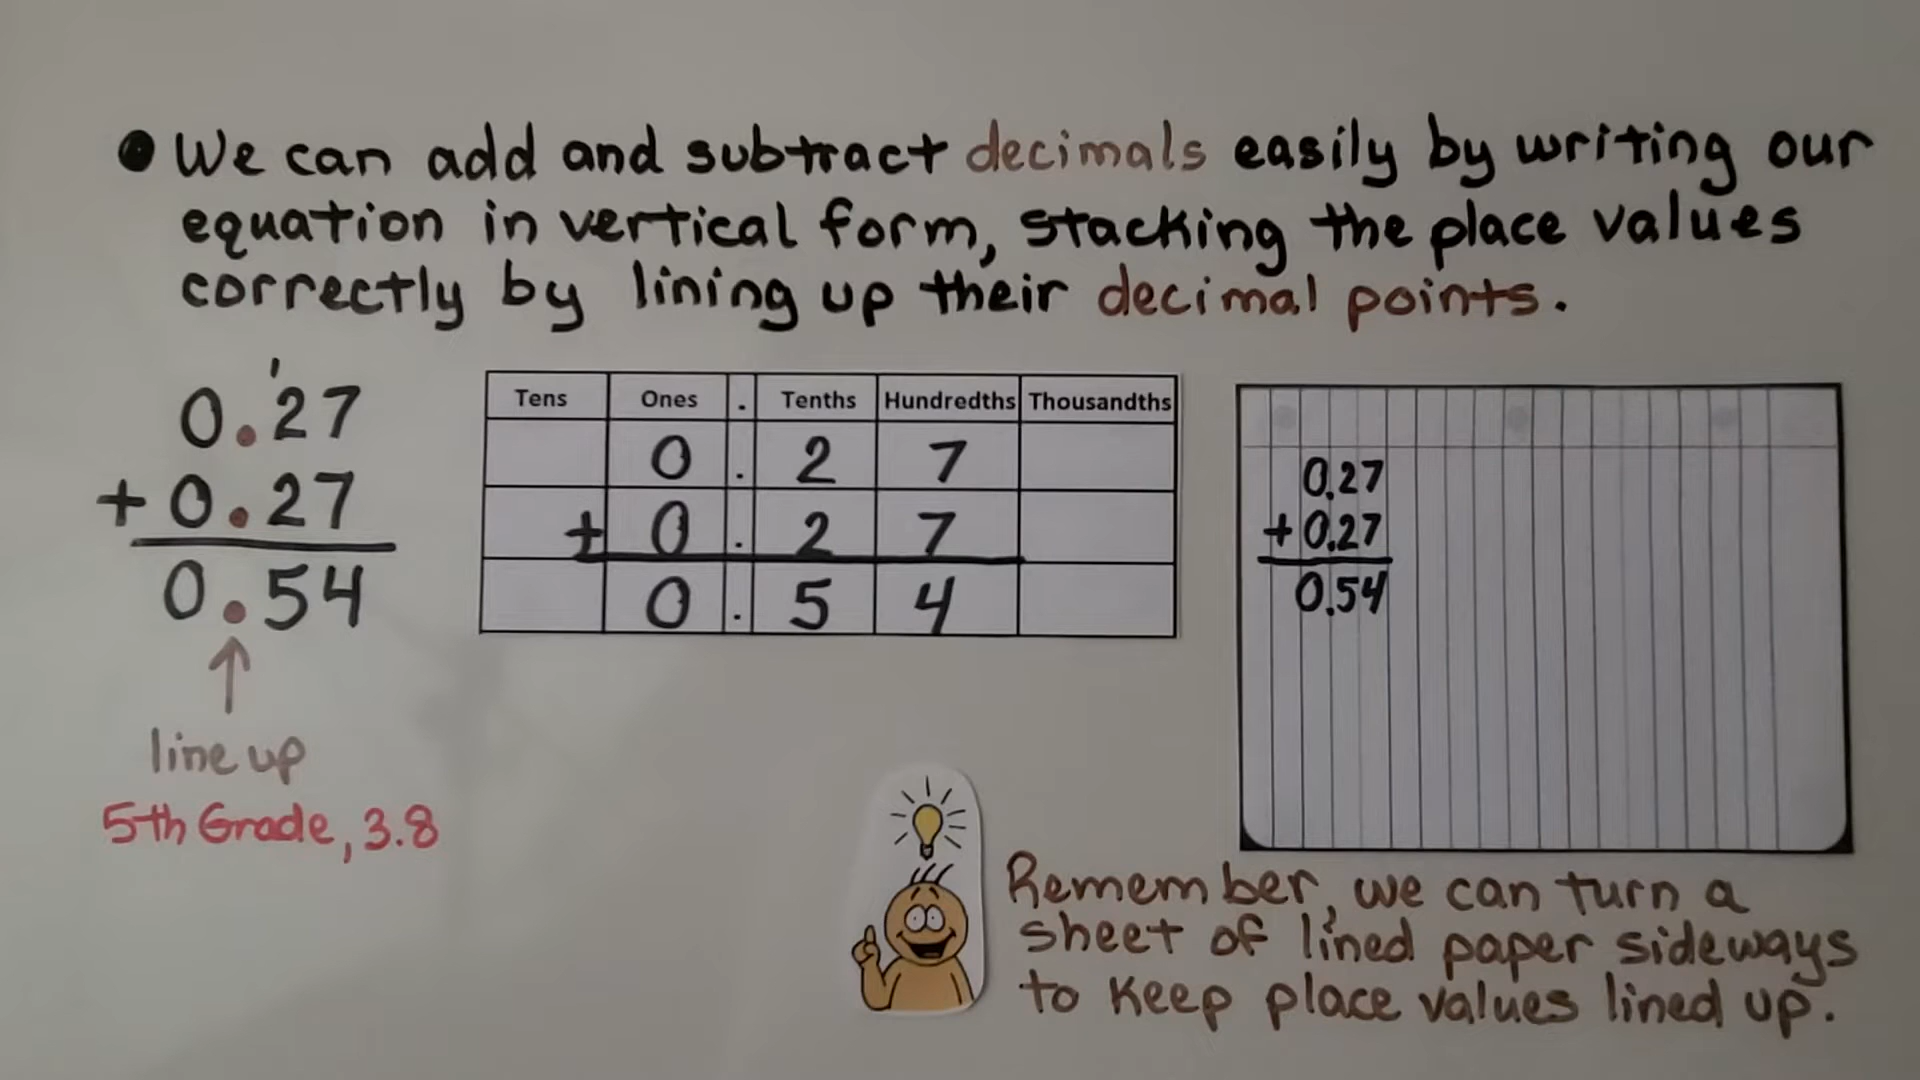 We can add and subtract decimals easily by writing our
equation in vertical form, stacking the place values
correctly by lining up their decimal points.
1
0.27
+ 0.27
0.54
line up
5th Grade, 3.8
Tens Ones . Tenths Hundredths Thousandths
0 . 2 7
+ 0 . 2 7
0 . 5 4
0.27
+ 0.27
0.54
Remember, we can turn a
sheet of lined paper sideways
to keep place values lined up.